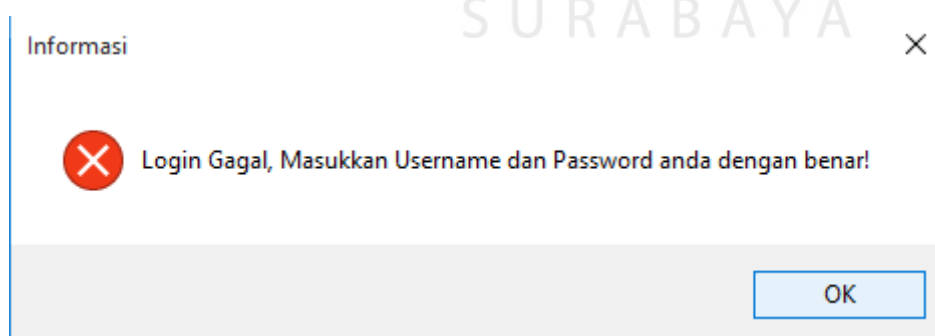 SURABAYA
Informasi
Login Gagal, Masukkan Username dan Password anda dengan benar!
OK